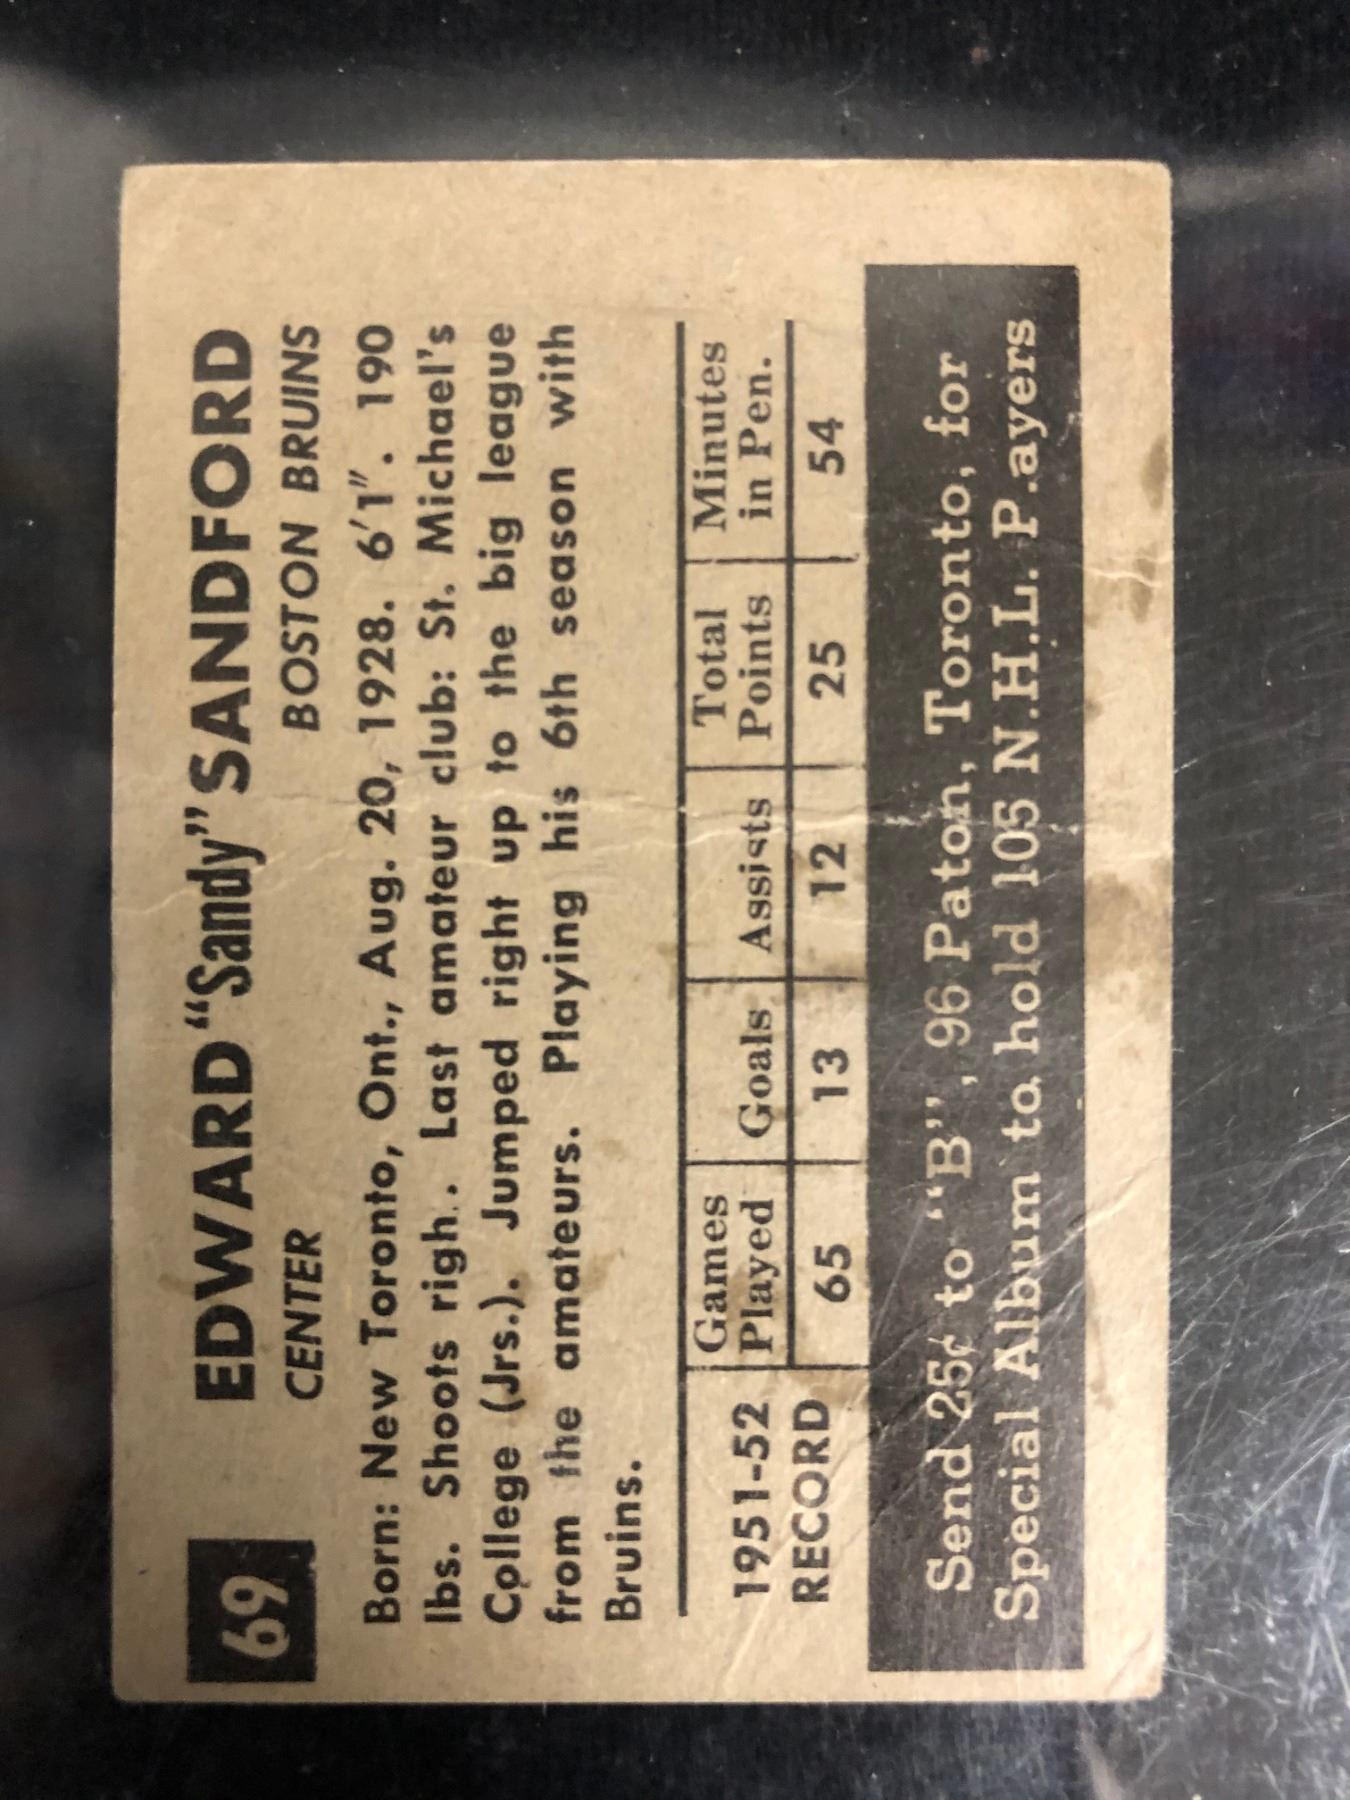 69
EDWARD "Sandy" SANDFORD
CENTER BOSTON BRUINS
Born: New Toronto, Ont., Aug. 20, 1928. 6'1". 190
lbs. Shoots righ. . Last amateur club: St. Michael's
College (Jrs.). Jumped right up to the big league
from the amateurs. Playing his 6th season with
Bruins.
1951-52 RECORD
Games Played Goals Assists Total Points Minutes in Pen.
65 13 12 25 54
Send 25¢ to "B", 96 Paton, Toronto, for
Special Album to hold 105 N.H.L. P.ayers